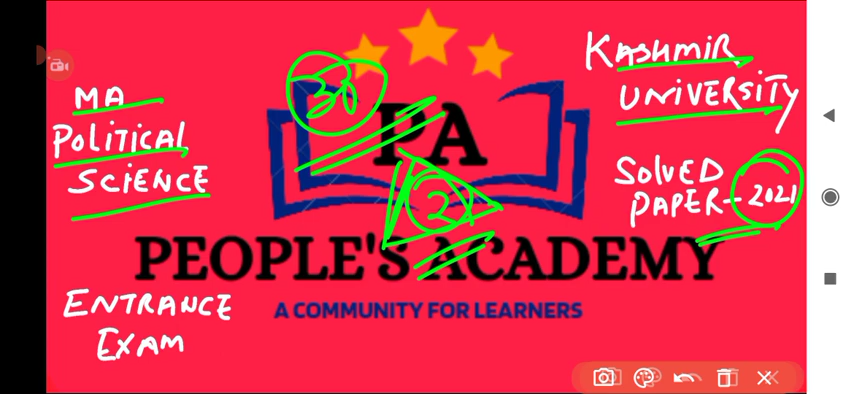 MA
POLITICAL
SCIENCE
30
PA
2
KASHMIR
UNIVERSITY
SOLVED
PAPER-2021
PEOPLE'S ACADEMY
A COMMUNITY FOR LEARNERS
ENTRANCE
EXAM